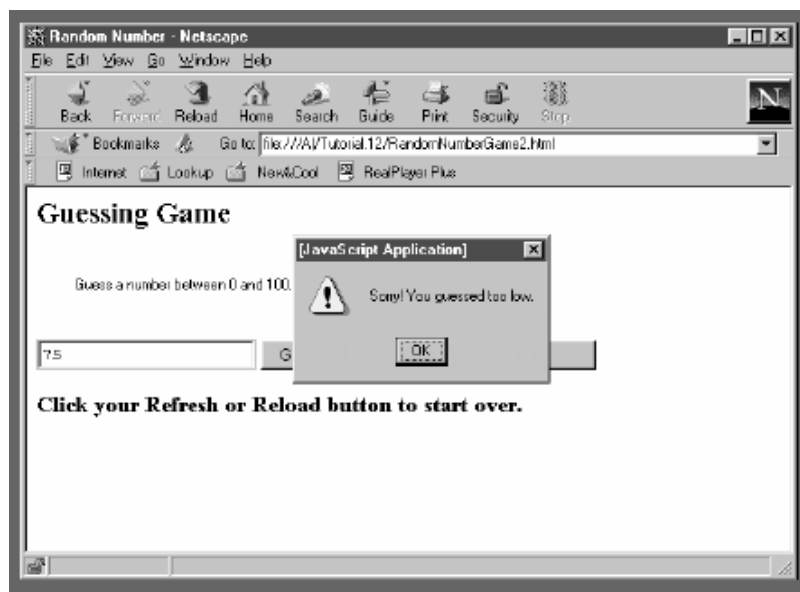 Random Number - Netscape
File Edit View Go Window Help
Back Forward Reload Home Search Guide Print Security Stop
N
Bookmarks Go to: file:///A|/Tutorial.12/RandomNumberGame2.html
Internet Lookup New&Cool RealPlayer Plus
Guessing Game
[JavaScript Application]
Guess a number between 0 and 100.
Sorry! You guessed too low.
75
G
OK
Click your Refresh or Reload button to start over.